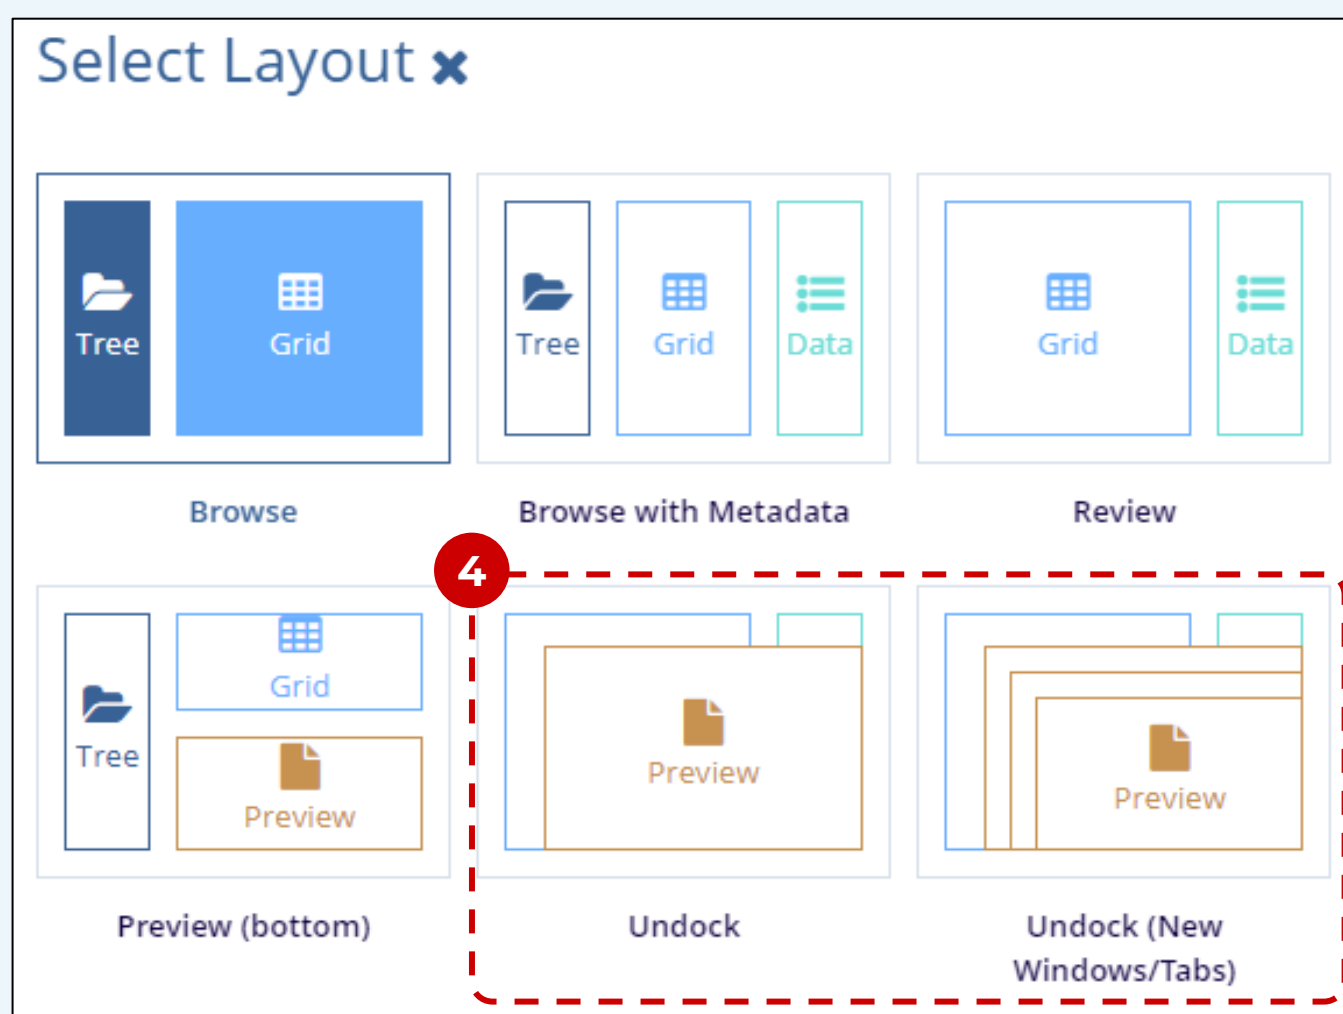 Select Layout ✖
Tree
Grid
Tree
Grid
Data
Grid
Data
Browse
Browse with Metadata
Review
4
Tree
Grid
Preview
Preview
Preview
Preview (bottom)
Undock
Undock (New
Windows/Tabs)